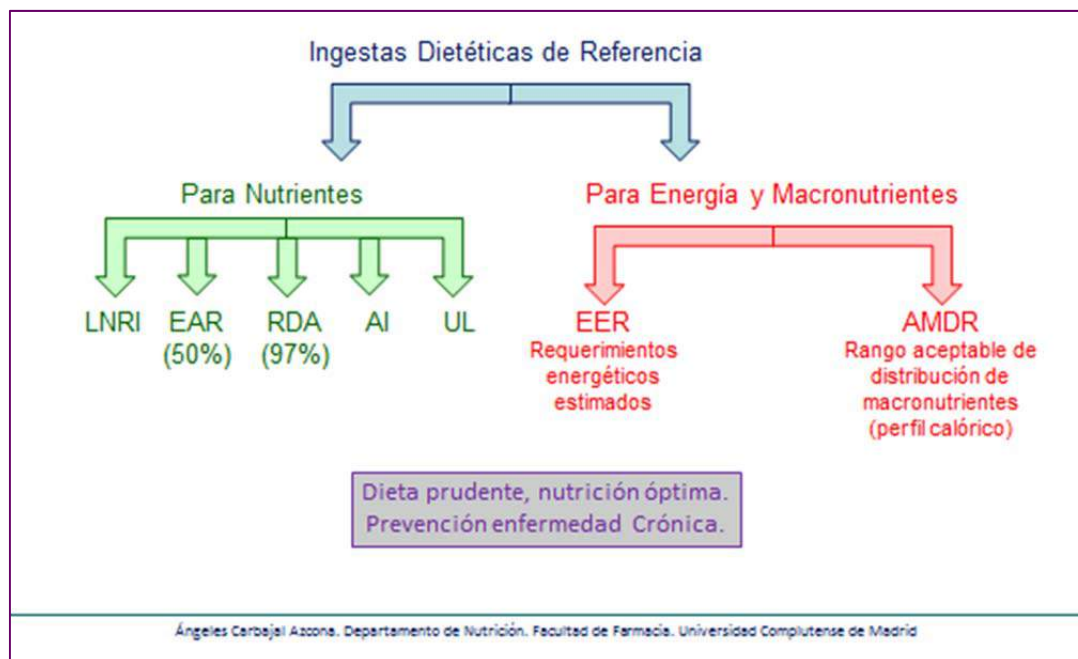 Ingestas Dietéticas de Referencia
Para Nutrientes
Para Energía y Macronutrientes
LNRI EAR RDA AI UL
(50%) (97%)
EER
Requerimientos
energéticos
estimados
AMDR
Rango aceptable de
distribución de
macronutrientes
(perfil calórico)
Dieta prudente, nutrición óptima.
Prevención enfermedad Crónica.
Ángeles Carbajal Azcona. Departamento de Nutrición. Facultad de Farmacia. Universidad Complutense de Madrid